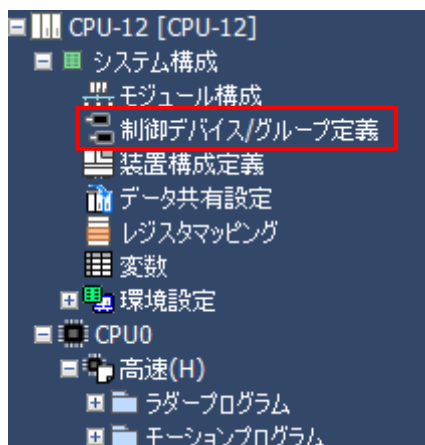 CPU-12 [CPU-12]
システム構成
モジュール構成
制御デバイス/グループ定義
装置構成定義
データ共有設定
レジスタマッピング
変数
環境設定
CPU0
高速(H)
ラダープログラム
モーションプログラム